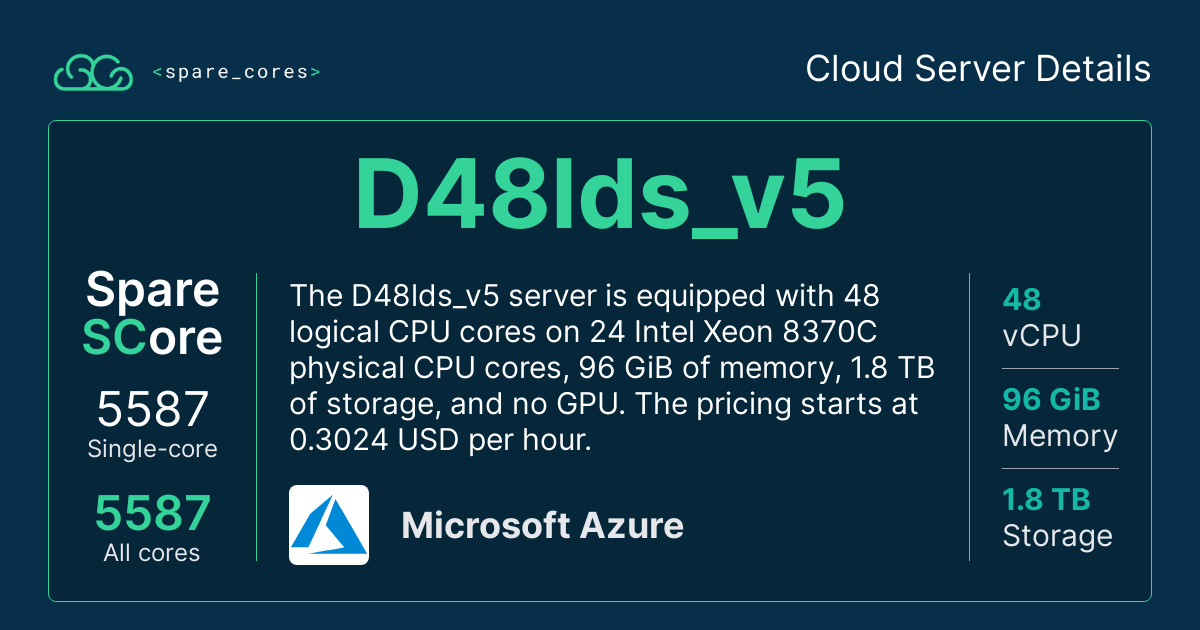 <spare_cores>
Cloud Server Details
D48lds_v5
Spare
SCore
5587
Single-core
5587
All cores
The D48lds_v5 server is equipped with 48
logical CPU cores on 24 Intel Xeon 8370C
physical CPU cores, 96 GiB of memory, 1.8 TB
of storage, and no GPU. The pricing starts at
0.3024 USD per hour.
Microsoft Azure
48
vCPU
96 GiB
Memory
1.8 TB
Storage